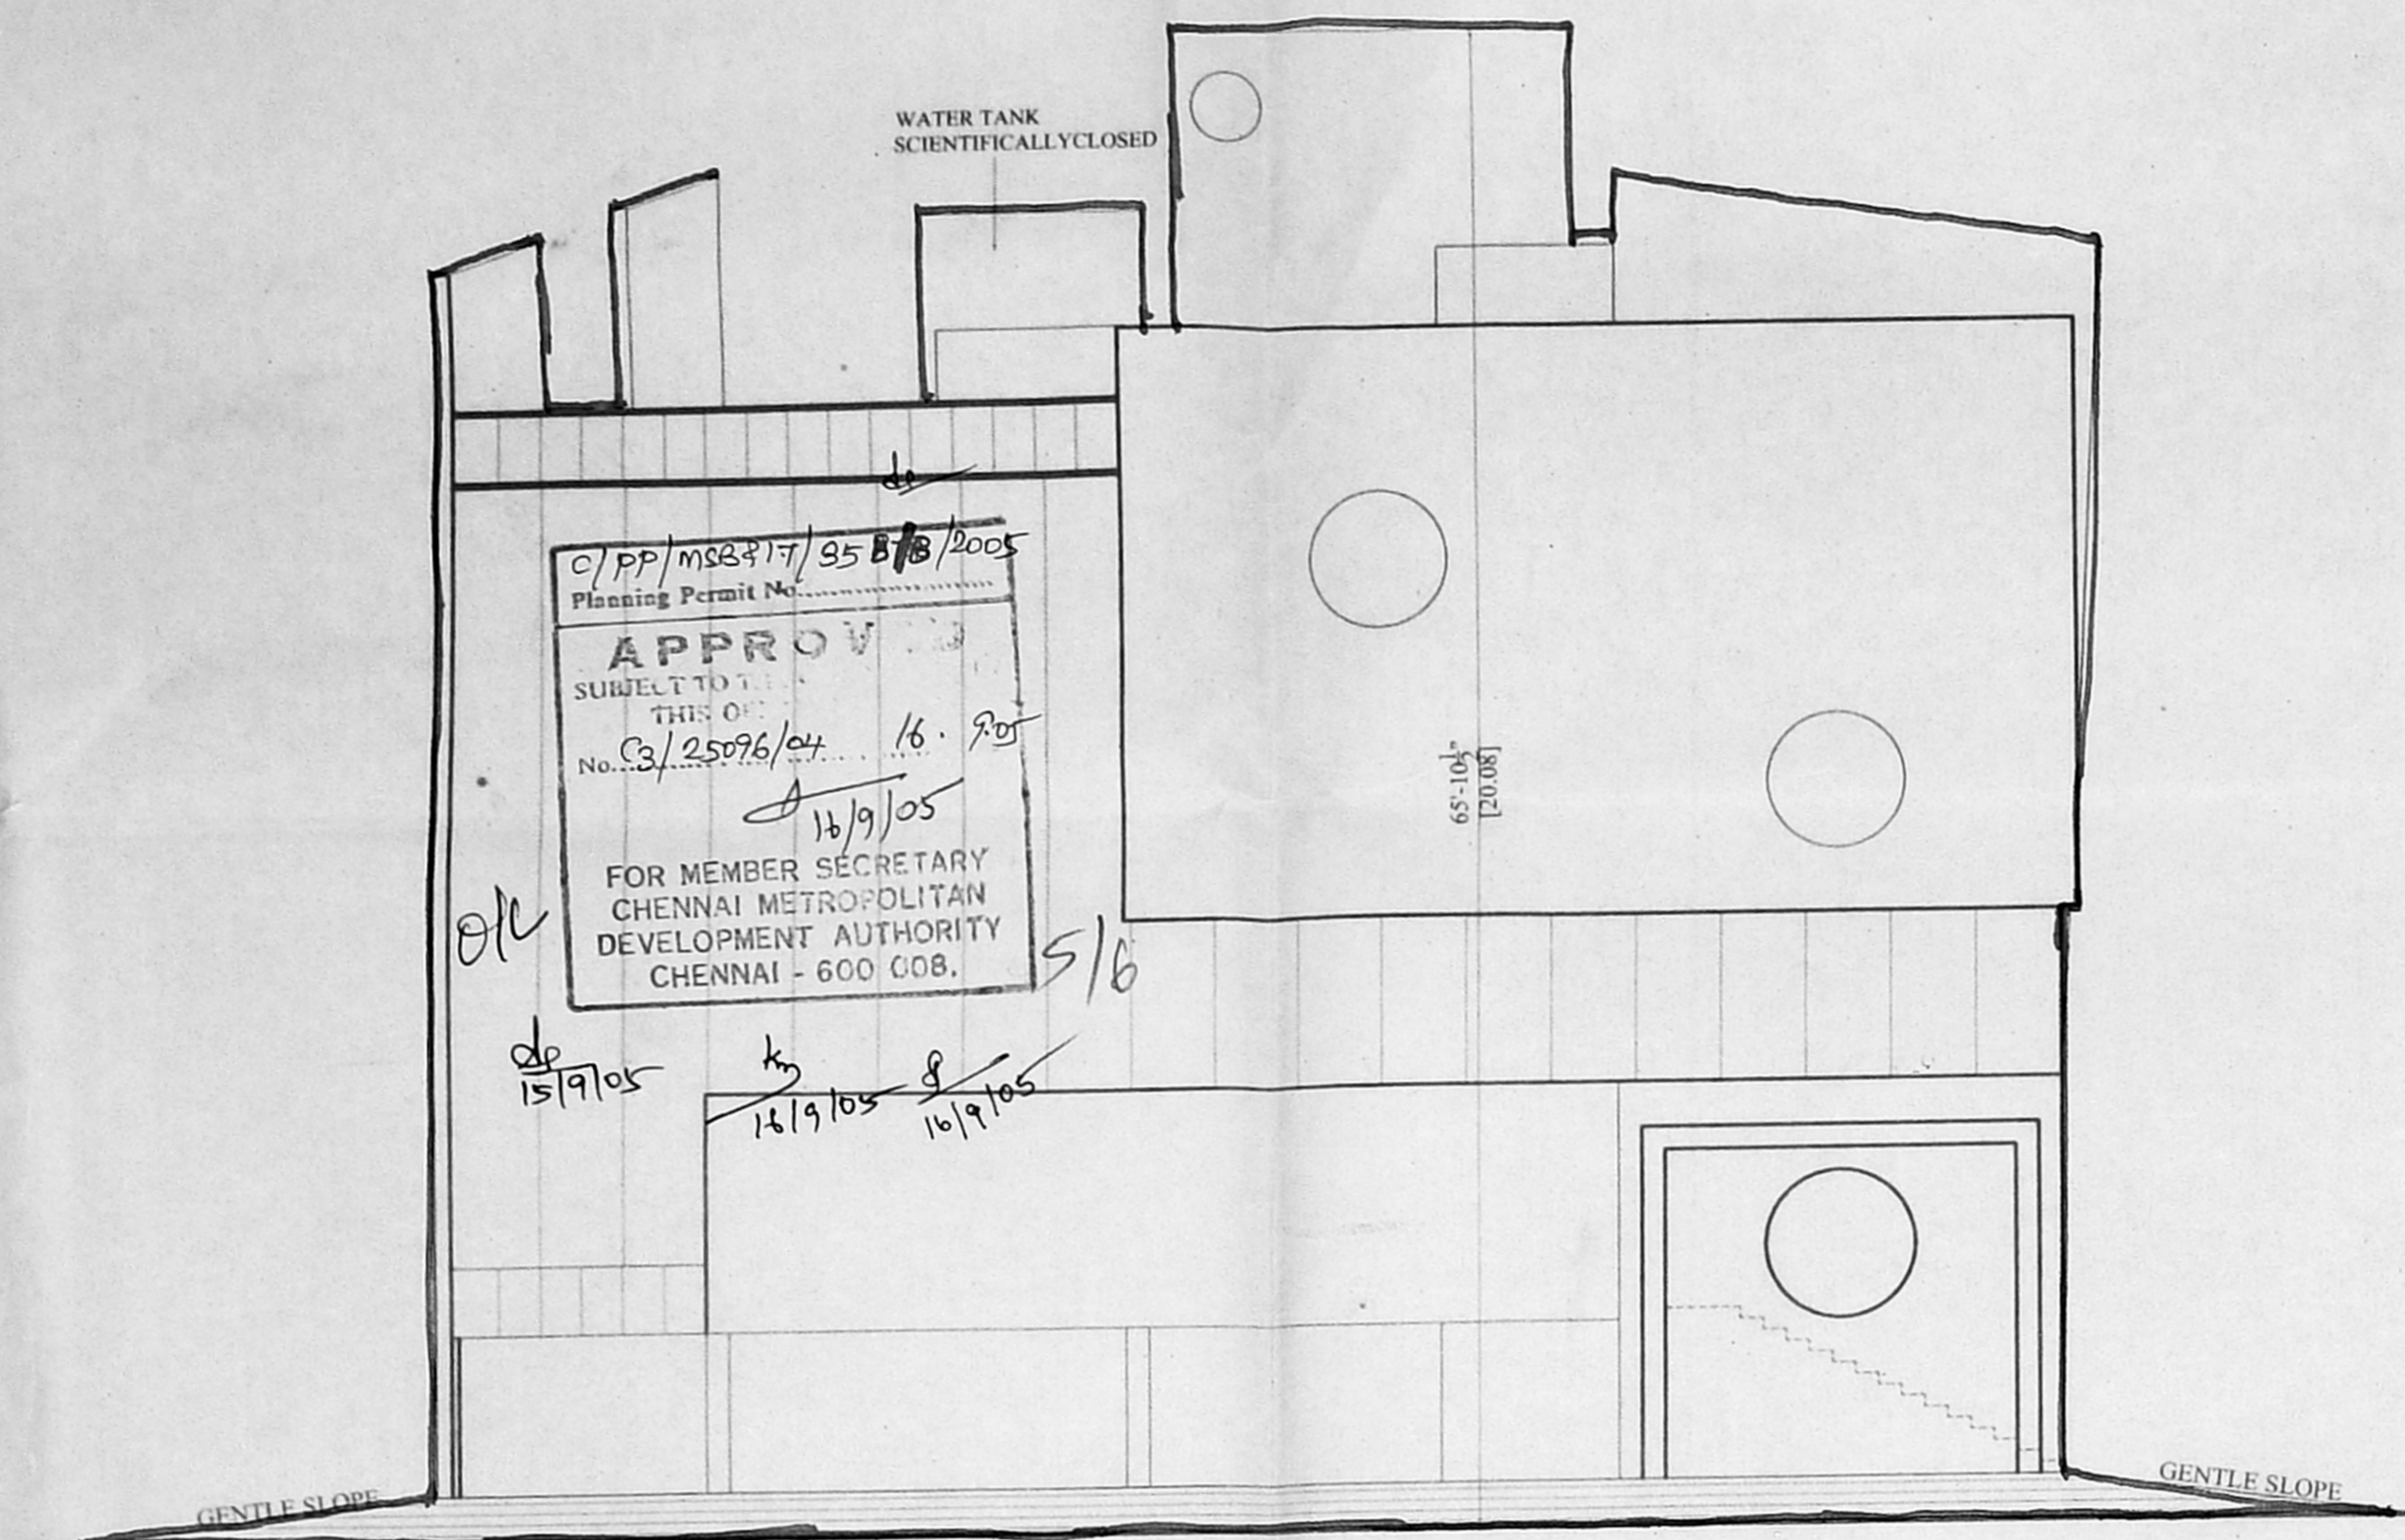 WATER TANK
SCIENTIFICALLYCLOSED
C/PP/MSB&IT/35 /B/2005
Planning Permit No.
APPROV
SUBJECT TO
THIS
No. C3/25096/04 16. 9.05
16/9/05
FOR MEMBER SECRETARY
CHENNAI METROPOLITAN
DEVELOPMENT AUTHORITY
CHENNAI - 600 008.
O/C
5/6
15/9/05
16/9/05
16/9/05
65'-10½"
[20.08]
GENTLE SLOPE
GENTLE SLOPE